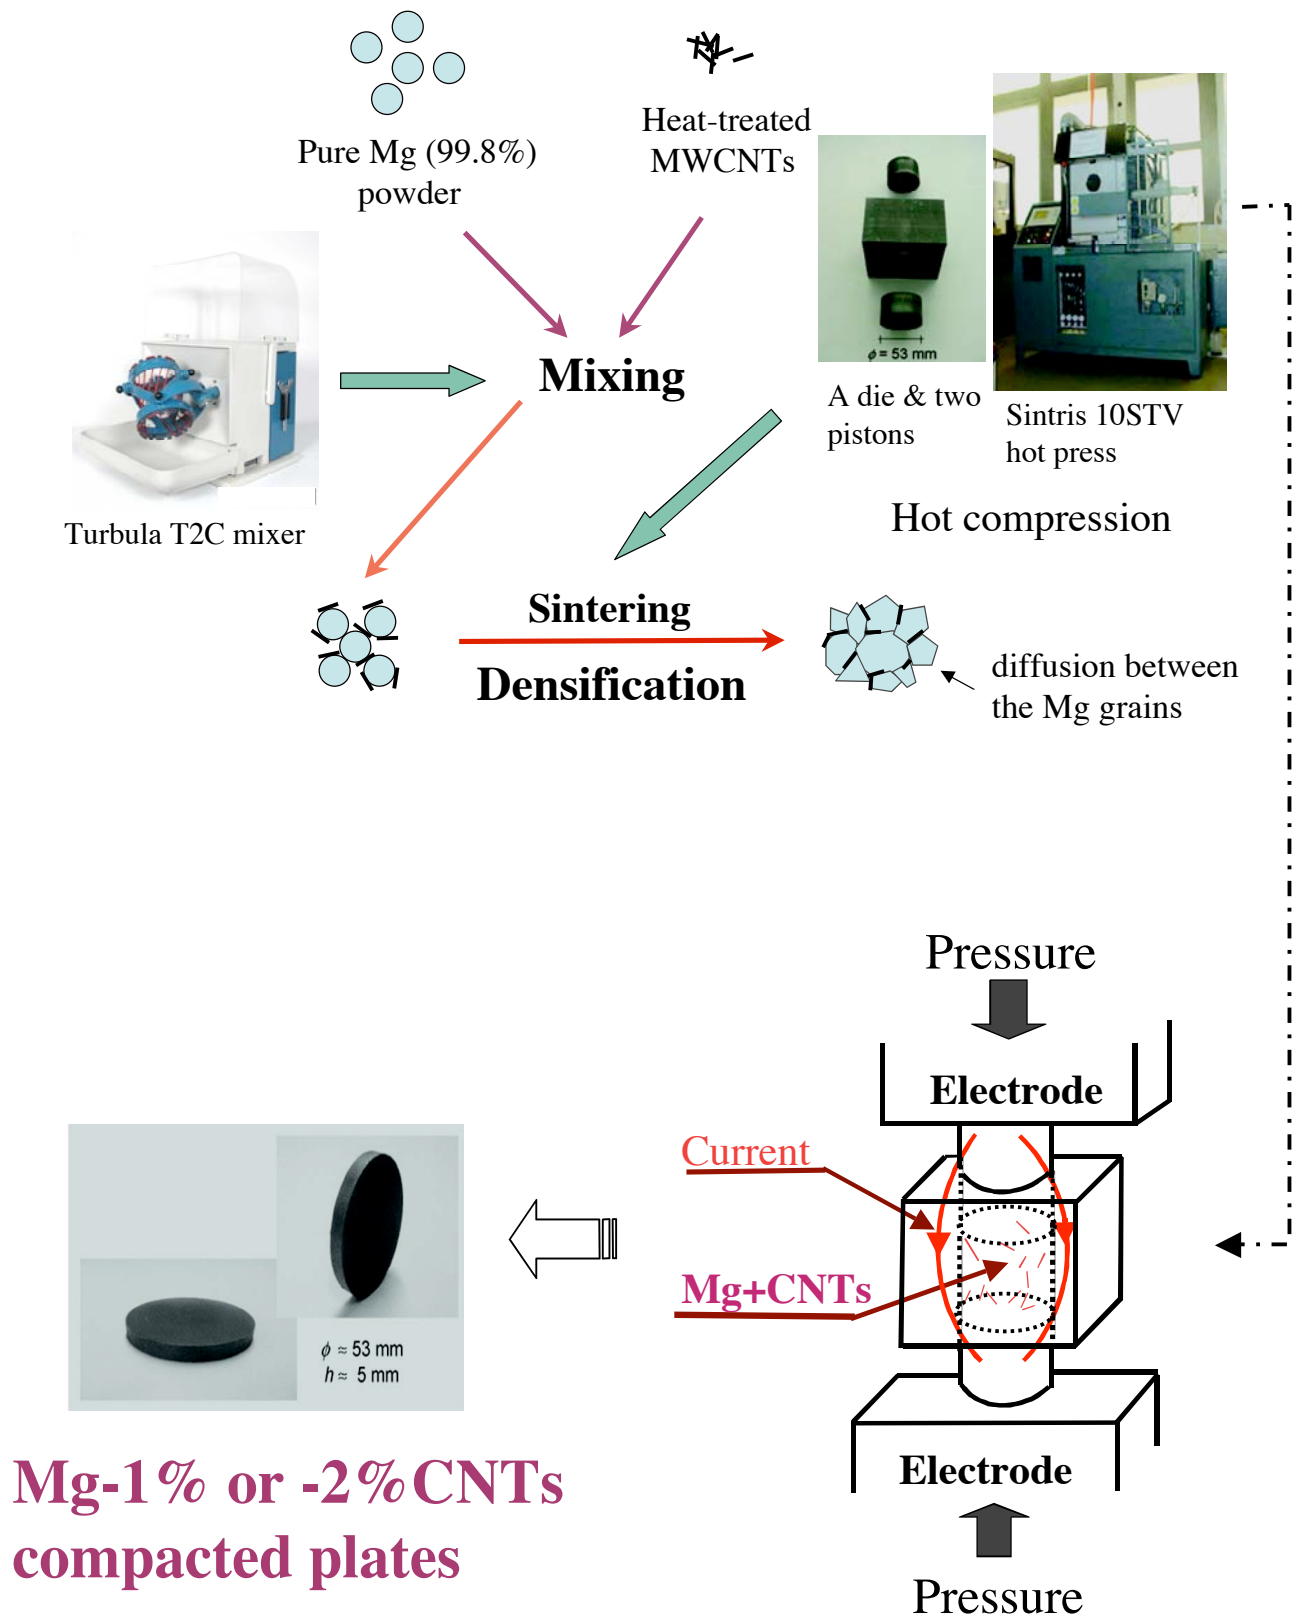 Pure Mg (99.8%)
powder
Heat-treated
MWCNTs
ϕ = 53 mm
Mixing
A die & two
pistons
Sintris 10STV
hot press
Turbula T2C mixer
Hot compression
Sintering
Densification
diffusion between
the Mg grains
Pressure
Electrode
Current
Mg+CNTs
ϕ ≈ 53 mm
h ≈ 5 mm
Electrode
Pressure
Mg-1% or -2%CNTs
compacted plates